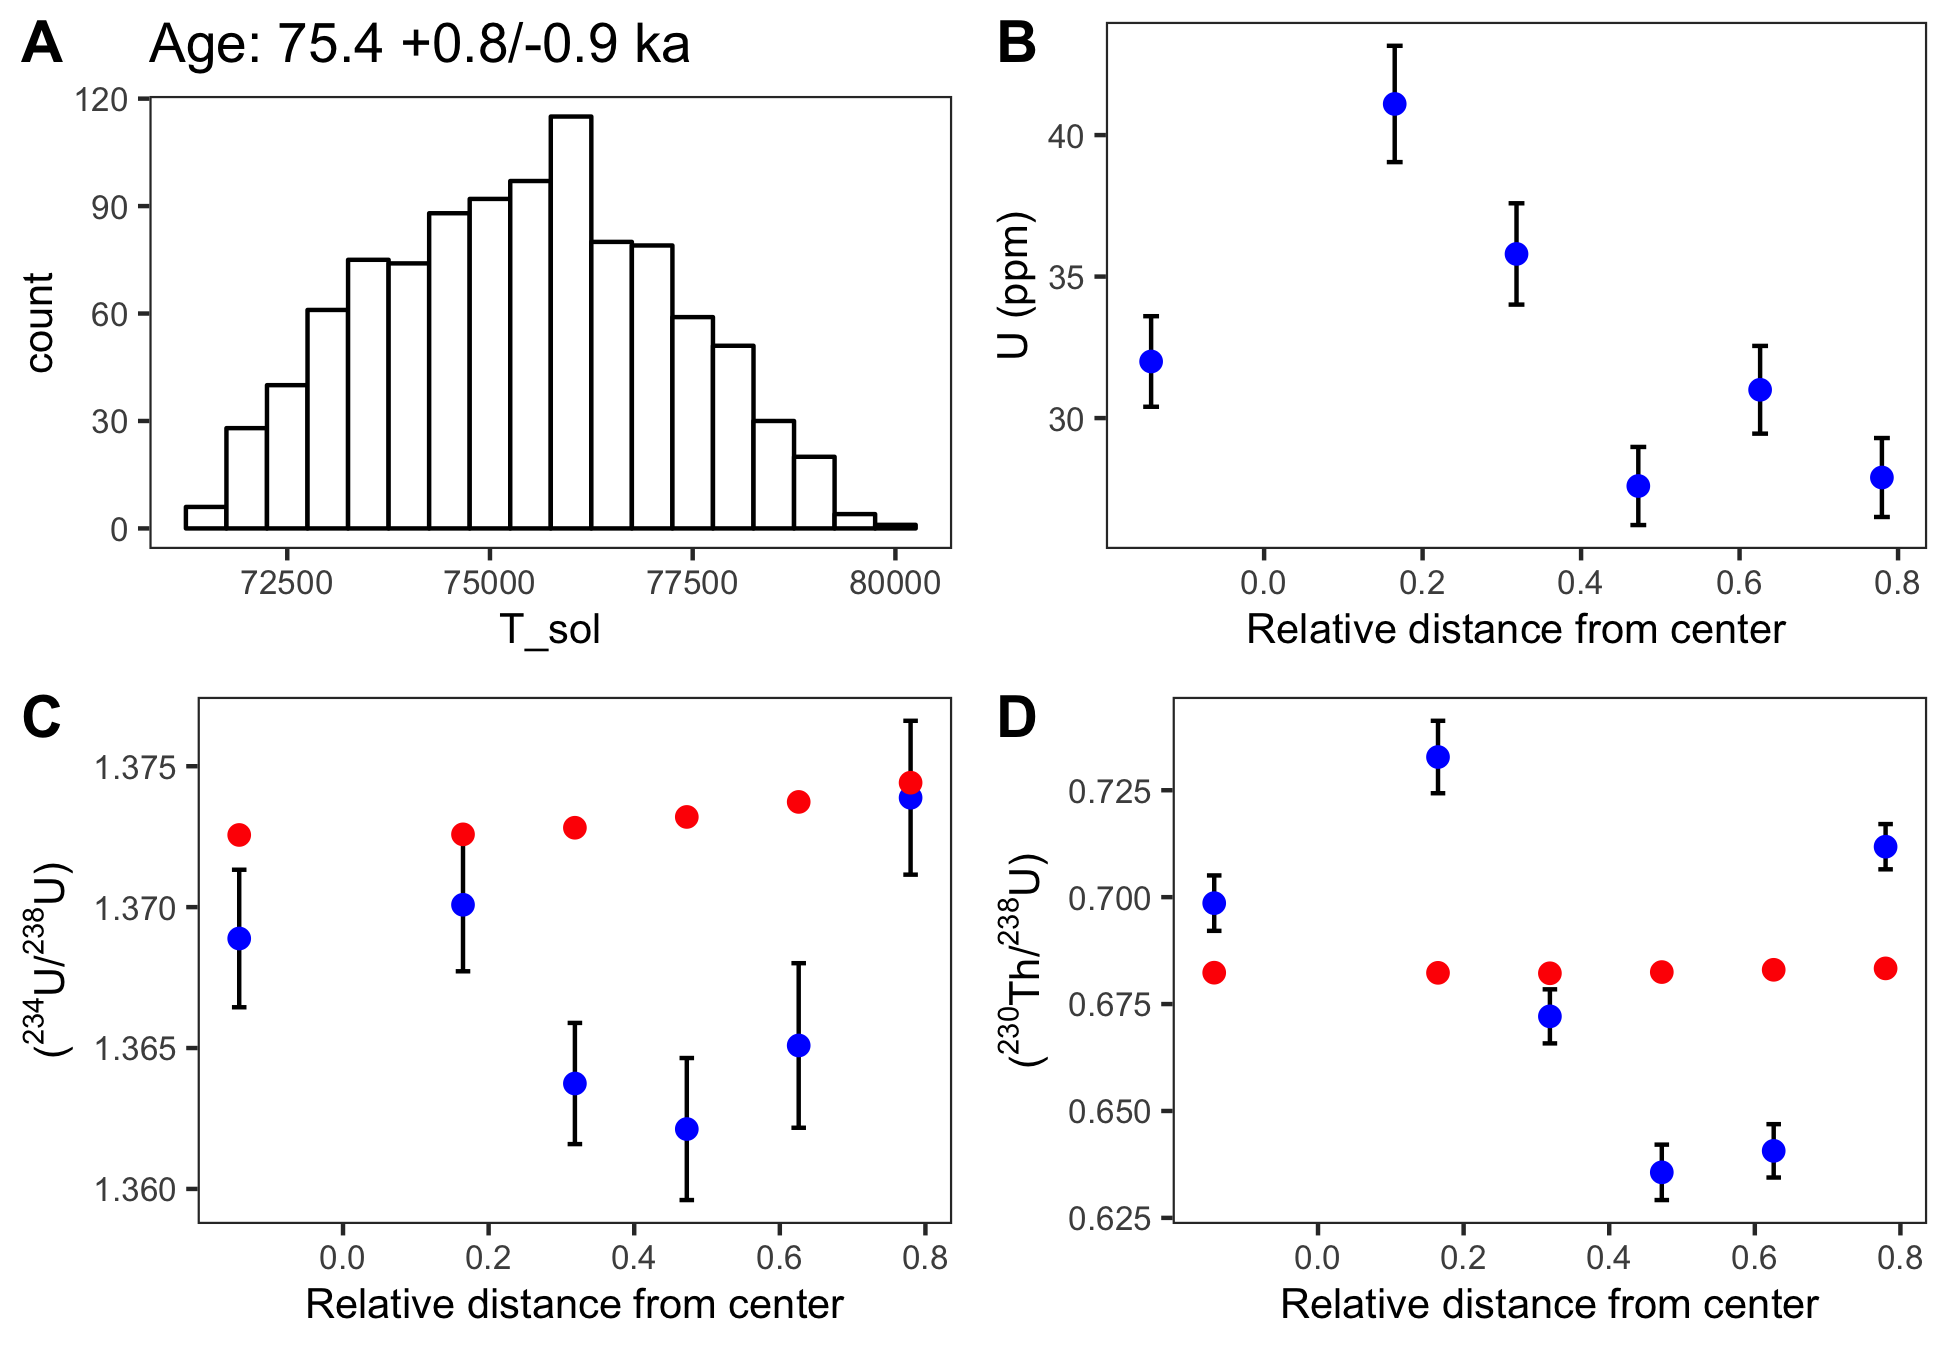 A Age: 75.4 +0.8/-0.9 ka
120
90
60
30
0
count
72500 75000 77500 80000
T_sol
B
40
35
30
U (ppm)
0.0 0.2 0.4 0.6 0.8
Relative distance from center
C
1.375
1.370
1.365
1.360
(²³⁴U/²³⁸U)
0.0 0.2 0.4 0.6 0.8
Relative distance from center
D
0.725
0.700
0.675
0.650
0.625
(²³⁰Th/²³⁸U)
0.0 0.2 0.4 0.6 0.8
Relative distance from center